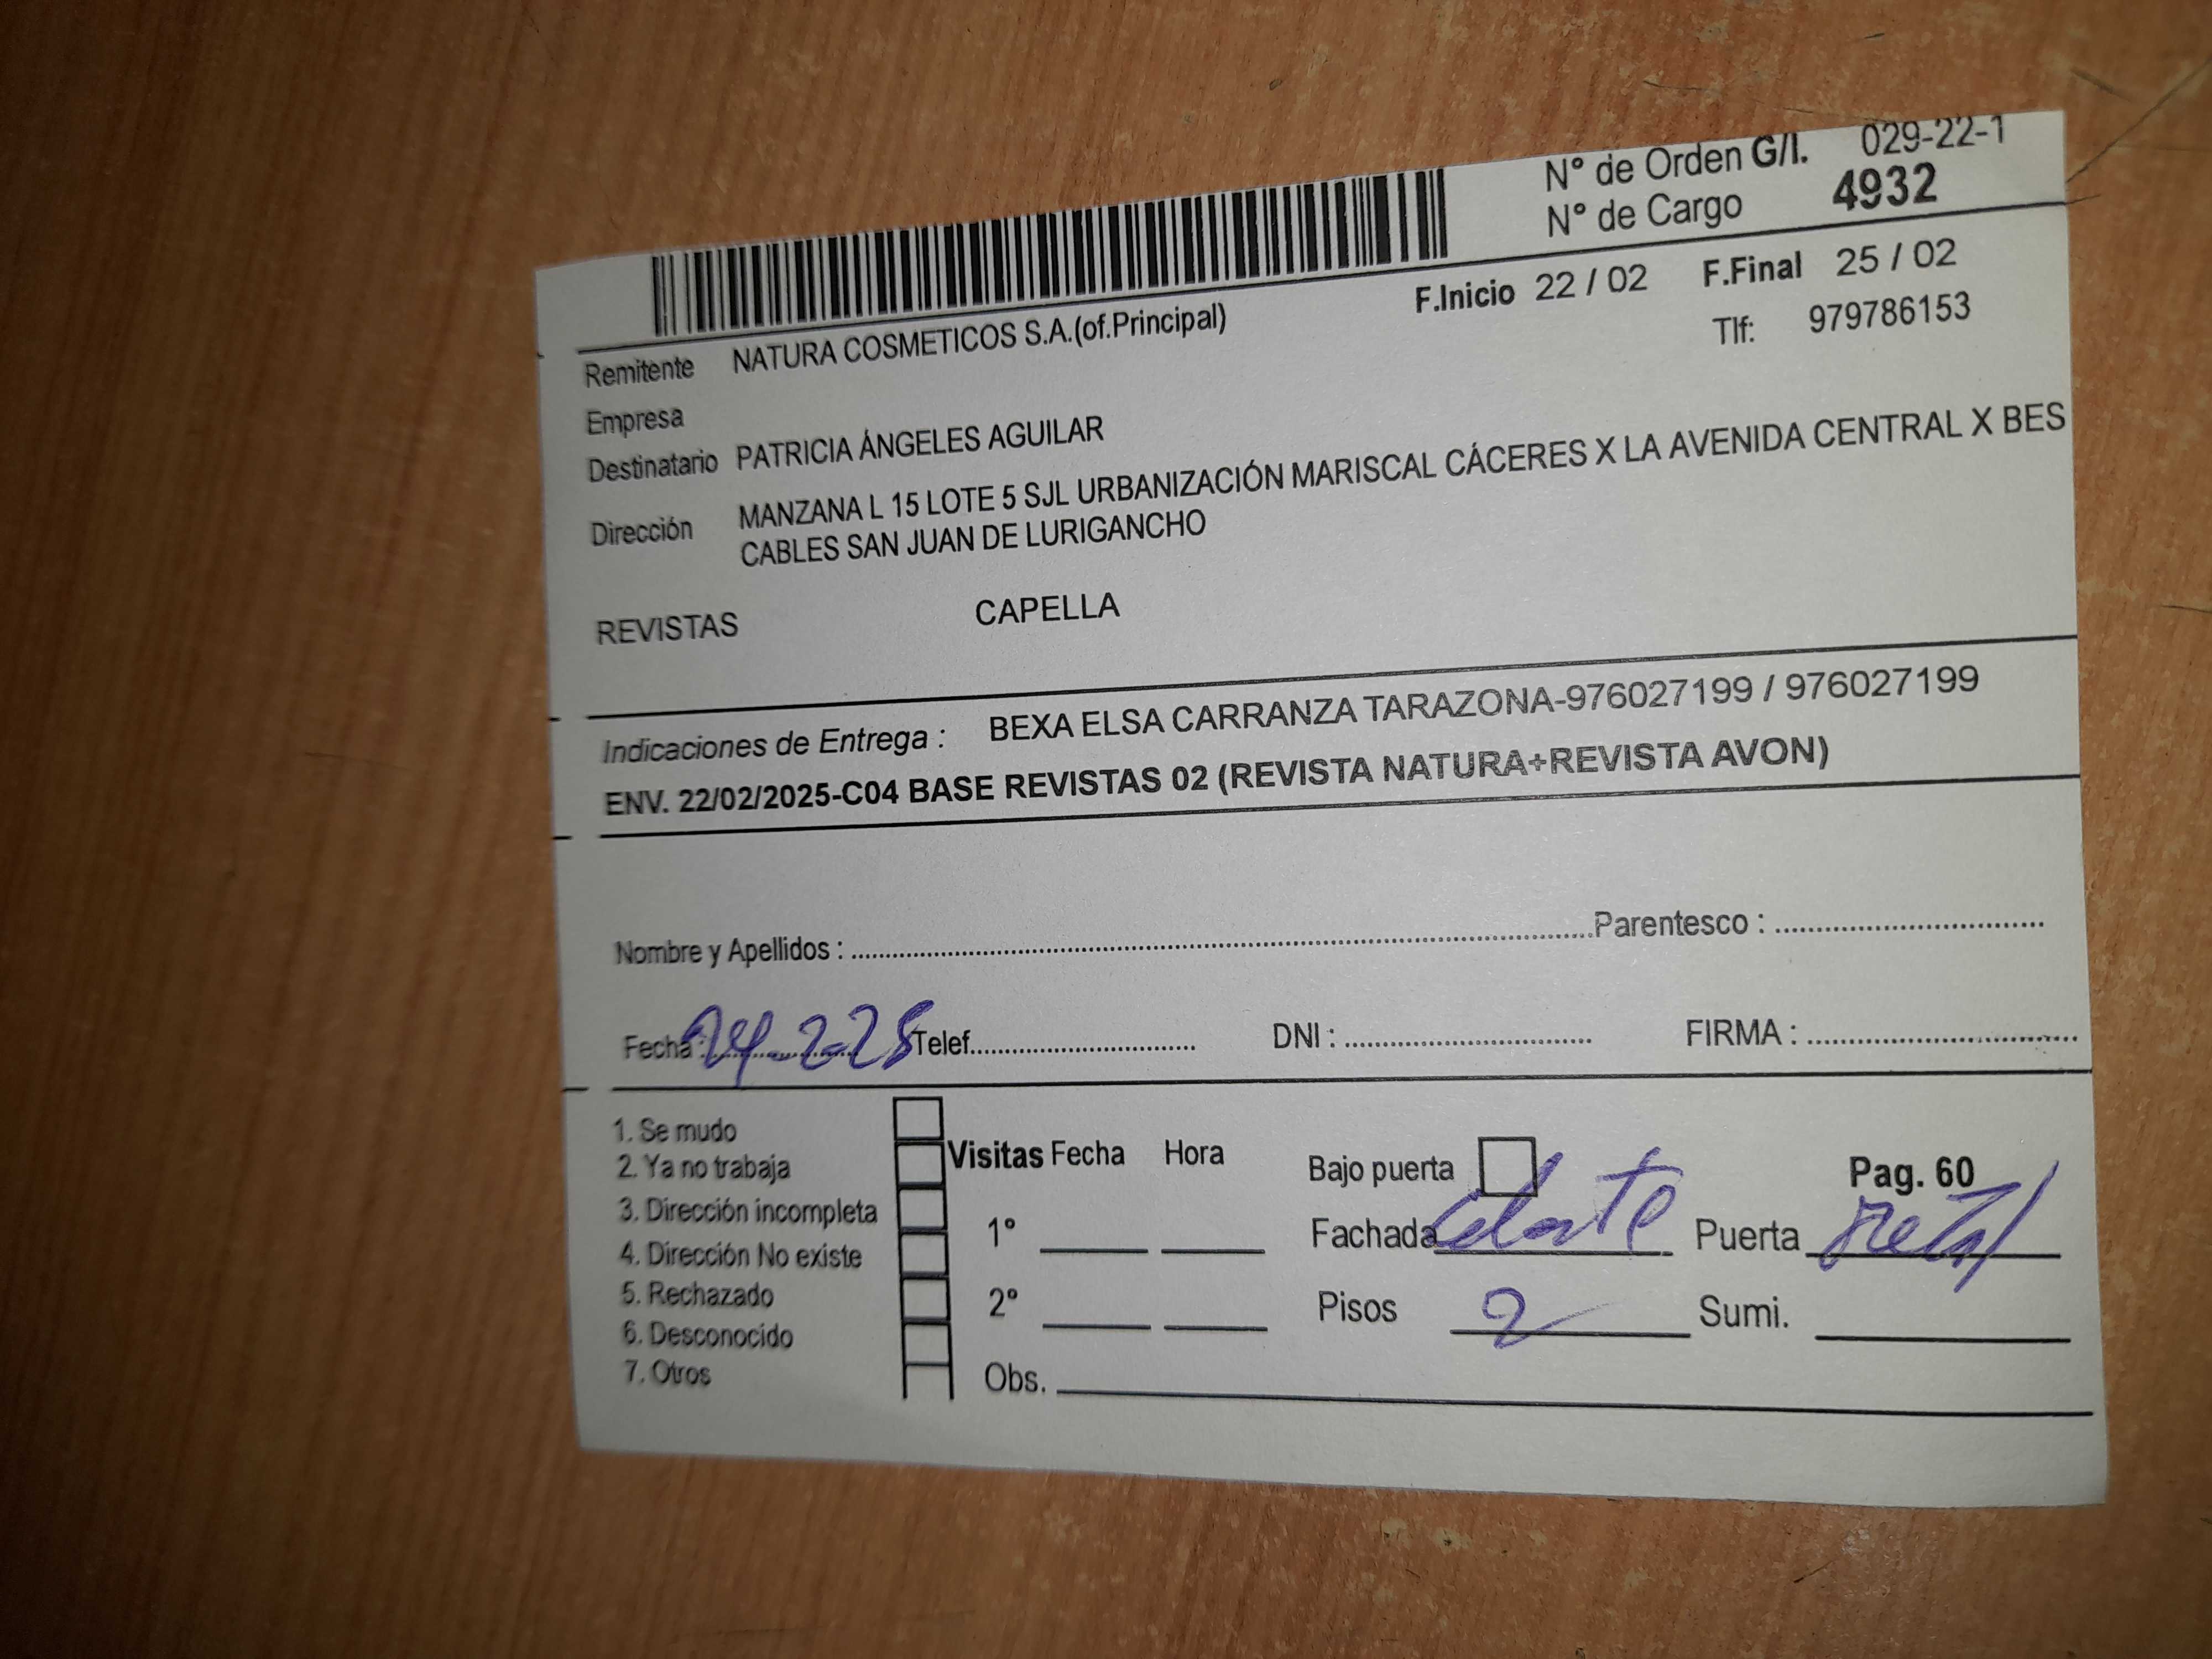 N° de Orden G/I. 029-22-1
N° de Cargo 4932
F.Inicio 22 / 02 F.Final 25 / 02
Remitente NATURA COSMETICOS S.A.(of.Principal) Tlf: 979786153
Empresa
Destinatario PATRICIA ÁNGELES AGUILAR
Dirección MANZANA L 15 LOTE 5 SJL URBANIZACIÓN MARISCAL CÁCERES X LA AVENIDA CENTRAL X BES
CABLES SAN JUAN DE LURIGANCHO
REVISTAS CAPELLA
Indicaciones de Entrega : BEXA ELSA CARRANZA TARAZONA-976027199 / 976027199
ENV. 22/02/2025-C04 BASE REVISTAS 02 (REVISTA NATURA+REVISTA AVON)
Nombre y Apellidos : Parentesco :
Fecha : 24-2-25 Telef. DNI : FIRMA :
1. Se mudo
2. Ya no trabaja
3. Dirección incompleta
4. Dirección No existe
5. Rechazado
6. Desconocido
7. Otros
Visitas Fecha Hora
1°
2°
Obs.
Bajo puerta Pag. 60
Fachada Puerta metal
Pisos 2 Sumi.